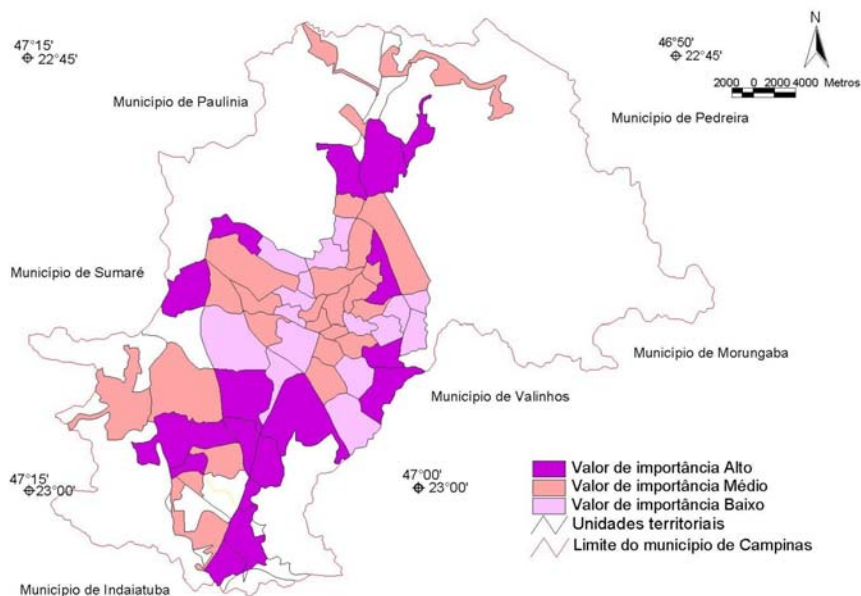 N
47°15'
22°45'
46°50'
22°45'
2000 0 2000 4000 Metros
Município de Paulínia
Município de Pedreira
Município de Sumaré
Município de Morungaba
Município de Valinhos
47°15'
23°00'
47°00'
23°00'
Valor de importância Alto
Valor de importância Médio
Valor de importância Baixo
Unidades territoriais
Limite do município de Campinas
Município de Indaiatuba